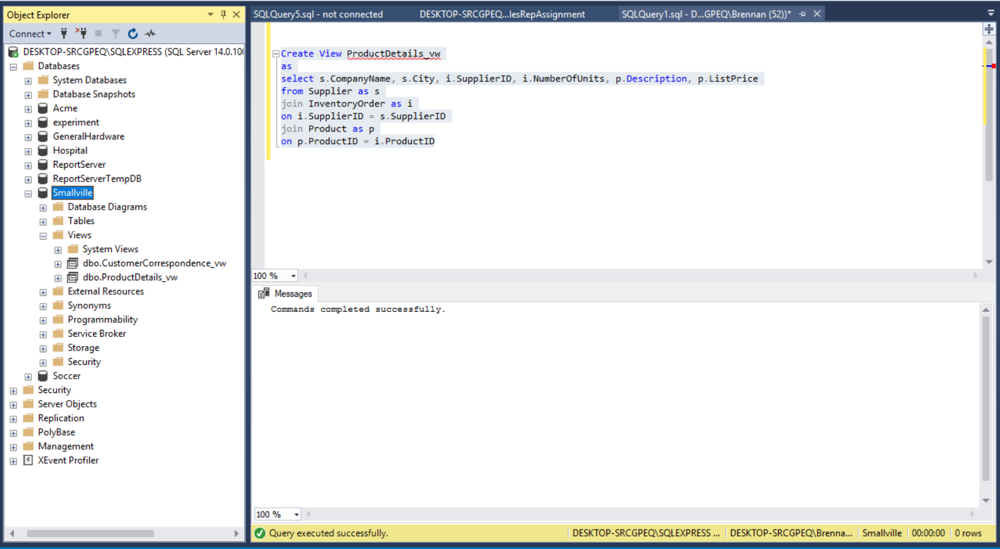 Object Explorer
Connect
DESKTOP-SRCGPEQ\SQLEXPRESS (SQL Server 14.0.10
Databases
System Databases
Database Snapshots
Acme
experiment
GeneralHardware
Hospital
ReportServer
ReportServerTempDB
Smallville
Database Diagrams
Tables
Views
System Views
dbo.CustomerCorrespondence_vw
dbo.ProductDetails_vw
External Resources
Synonyms
Programmability
Service Broker
Storage
Security
Soccer
Security
Server Objects
Replication
PolyBase
Management
XEvent Profiler
SQLQuery5.sql - not connected
DESKTOP-SRCGPEQ...lesRepAssignment
SQLQuery1.sql - D...GPEQ\Brennan (52))*
Create View ProductDetails_vw
as
select s.CompanyName, s.City, i.SupplierID, i.NumberOfUnits, p.Description, p.ListPrice
from Supplier as s
join InventoryOrder as i
on i.SupplierID = s.SupplierID
join Product as p
on p.ProductID = i.ProductID
100 %
Messages
Commands completed successfully.
100 %
Query executed successfully.
DESKTOP-SRCGPEQ\SQLEXPRESS ...
DESKTOP-SRCGPEQ\Brenna...
Smallville
00:00:00
0 rows